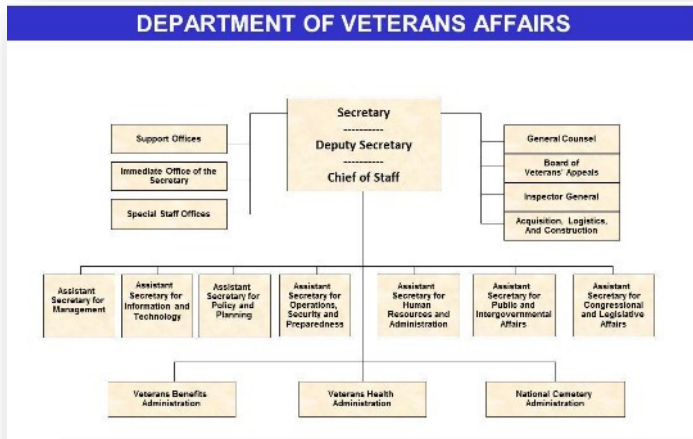 DEPARTMENT OF VETERANS AFFAIRS
Secretary
----------
Deputy Secretary
----------
Chief of Staff
Support Offices
Immediate Office of the
Secretary
Special Staff Offices
General Counsel
Board of
Veterans' Appeals
Inspector General
Acquisition, Logistics,
And Construction
Assistant
Secretary for
Management
Assistant
Secretary for
Information and
Technology
Assistant
Secretary for
Policy and
Planning
Assistant
Secretary for
Operations,
Security and
Preparedness
Assistant
Secretary for
Human
Resources and
Administration
Assistant
Secretary for
Public and
Intergovernmental
Affairs
Assistant
Secretary for
Congressional
and Legislative
Affairs
Veterans Benefits
Administration
Veterans Health
Administration
National Cemetery
Administration